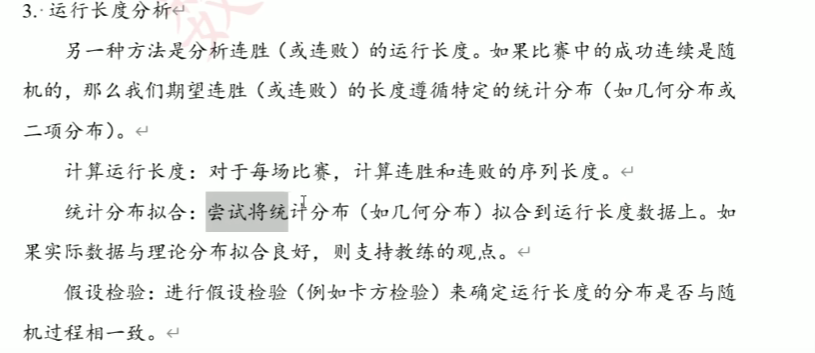 3. 运行长度分析
另一种方法是分析连胜（或连败）的运行长度。如果比赛中的成功连续是随
机的，那么我们期望连胜（或连败）的长度遵循特定的统计分布（如几何分布或
二项分布）。
计算运行长度：对于每场比赛，计算连胜和连败的序列长度。
统计分布拟合：尝试将统计分布（如几何分布）拟合到运行长度数据上。如
果实际数据与理论分布拟合良好，则支持教练的观点。
假设检验：进行假设检验（例如卡方检验）来确定运行长度的分布是否与随
机过程相一致。